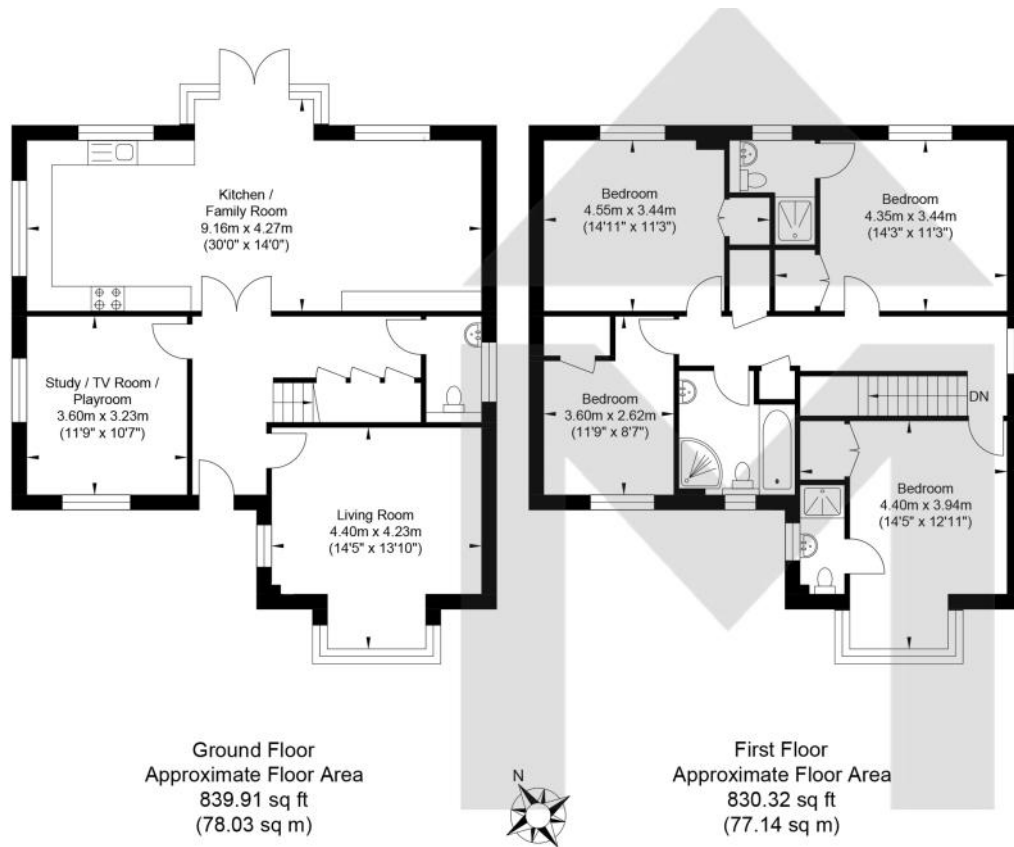 Kitchen /
Family Room
9.16m x 4.27m
(30'0" x 14'0")
Study / TV Room /
Playroom
3.60m x 3.23m
(11'9" x 10'7")
Living Room
4.40m x 4.23m
(14'5" x 13'10")
Ground Floor
Approximate Floor Area
839.91 sq ft
(78.03 sq m)
N
Bedroom
4.55m x 3.44m
(14'11" x 11'3")
Bedroom
4.35m x 3.44m
(14'3" x 11'3")
Bedroom
3.60m x 2.62m
(11'9" x 8'7")
DN
Bedroom
4.40m x 3.94m
(14'5" x 12'11")
First Floor
Approximate Floor Area
830.32 sq ft
(77.14 sq m)